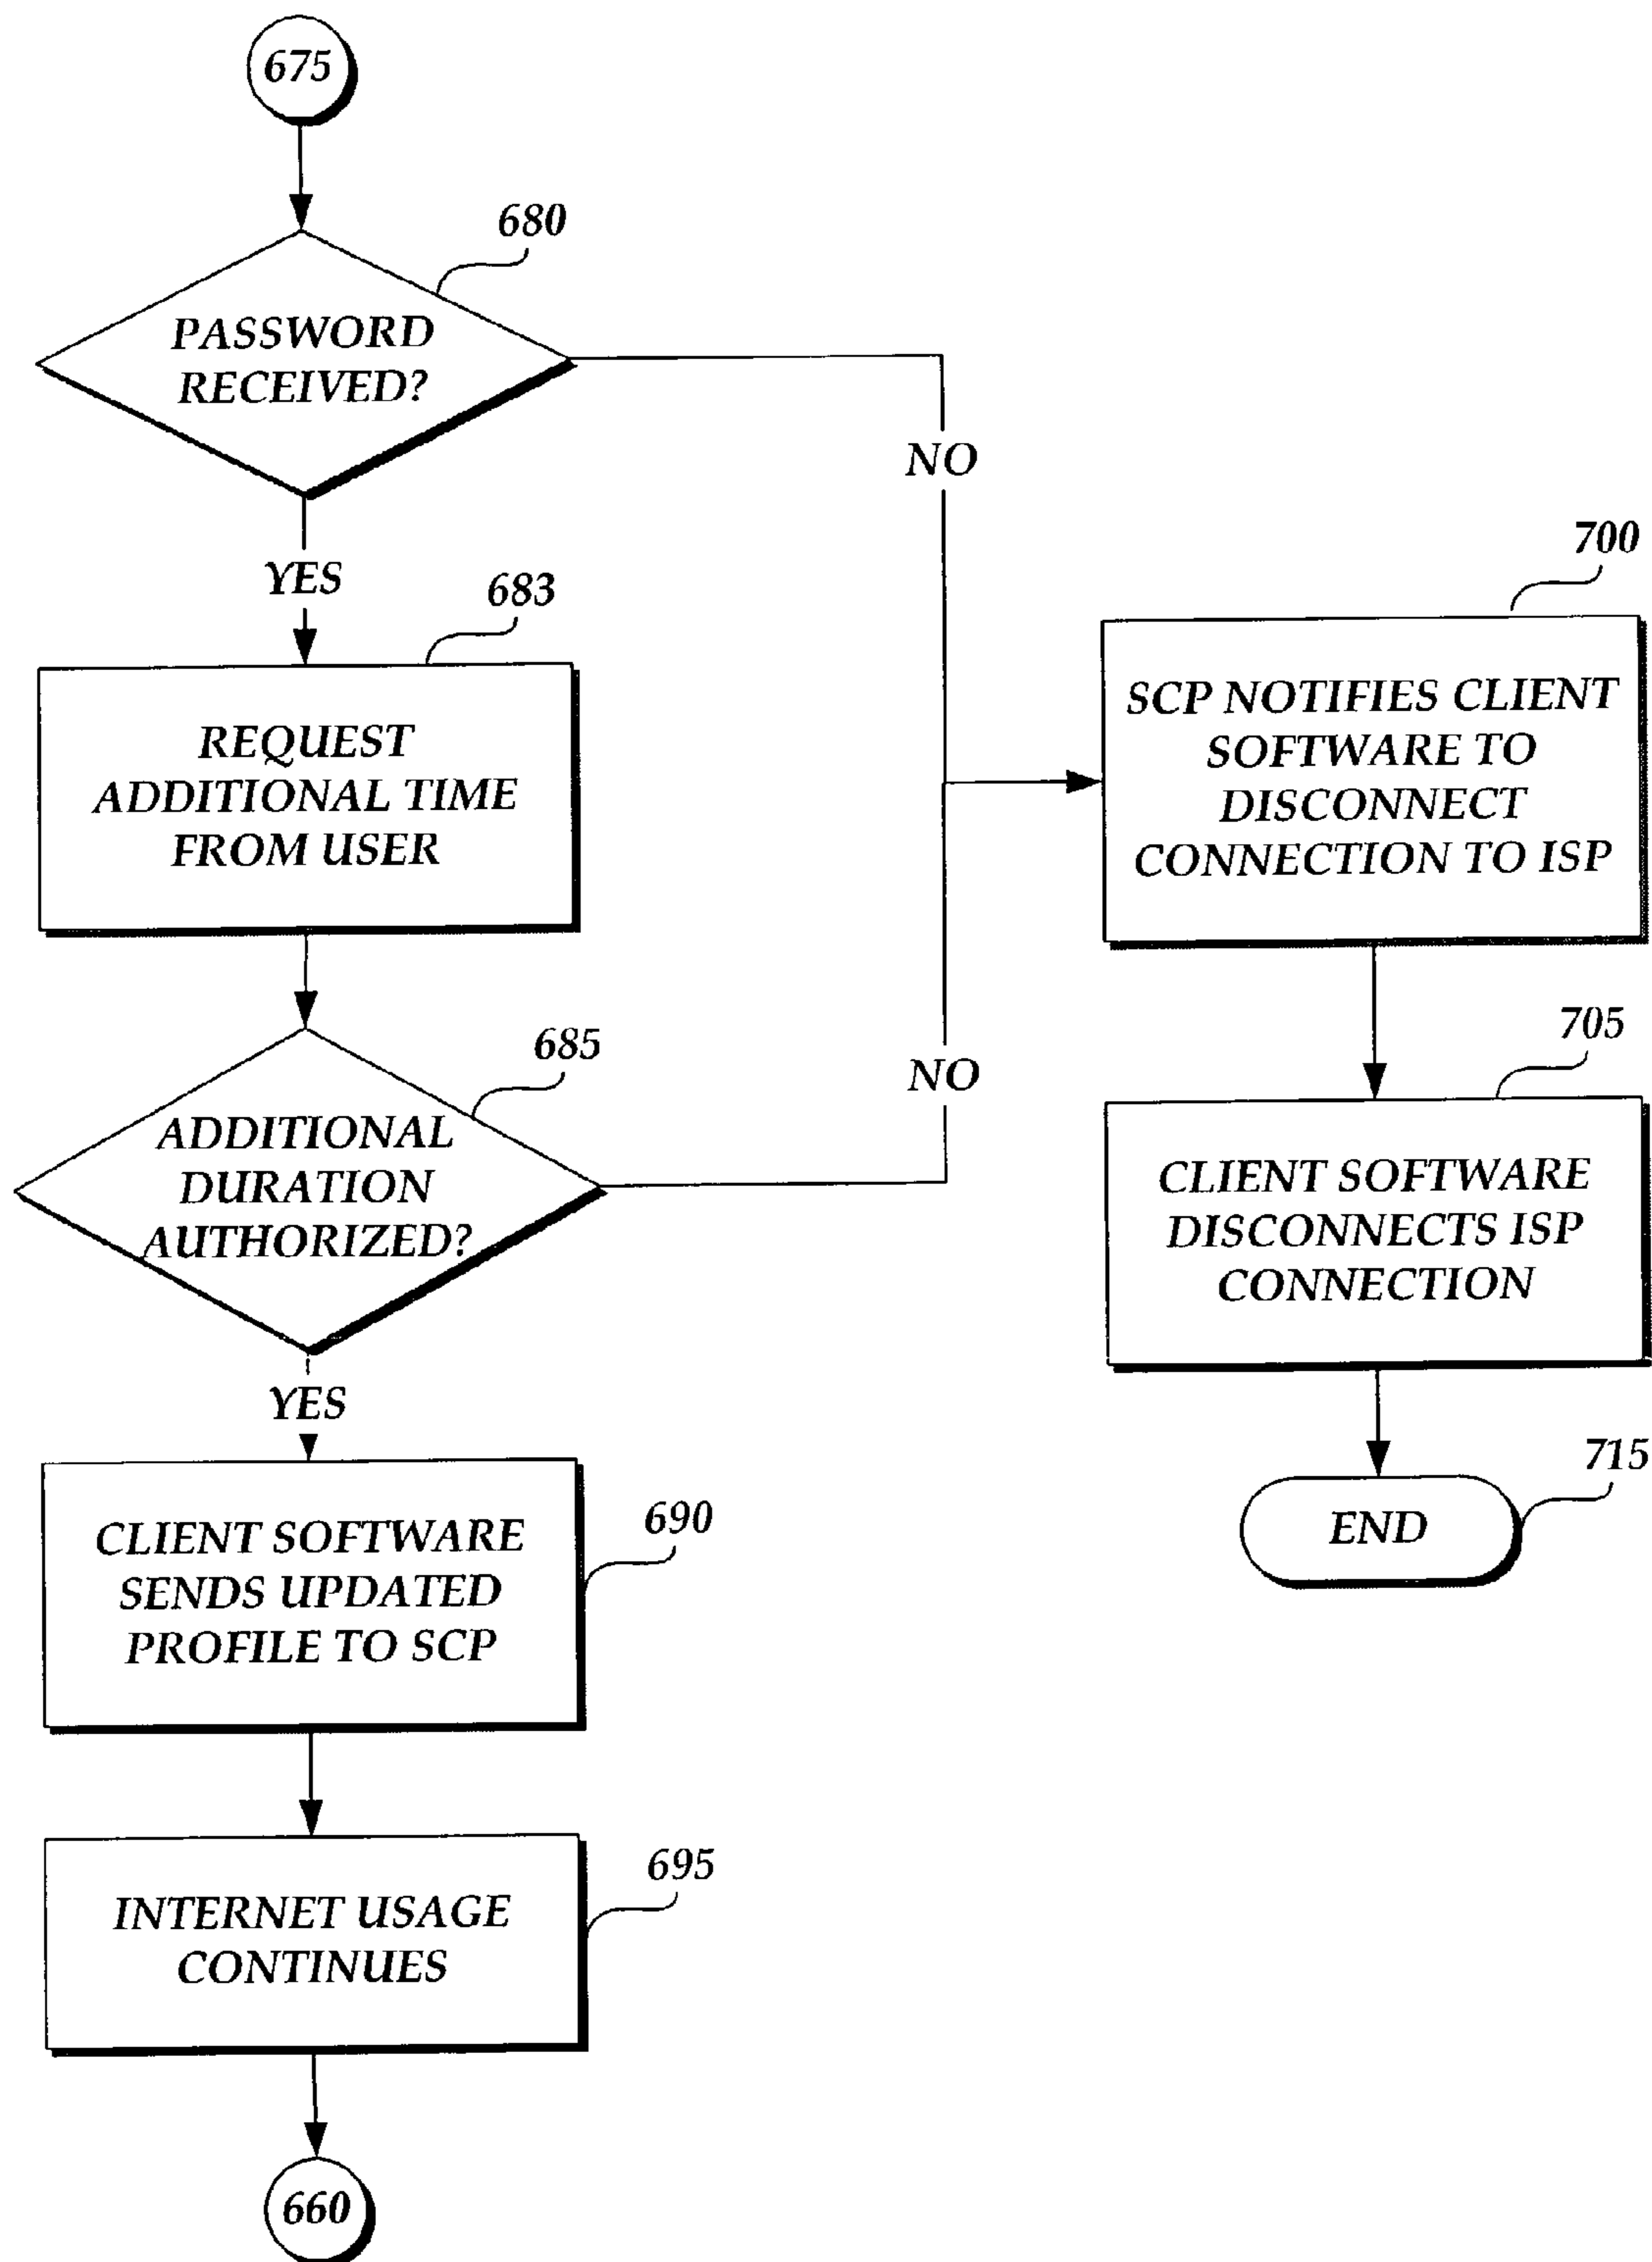 675
680
PASSWORD
RECEIVED?
NO
YES
683
REQUEST
ADDITIONAL TIME
FROM USER
685
ADDITIONAL
DURATION
AUTHORIZED?
NO
YES
690
CLIENT SOFTWARE
SENDS UPDATED
PROFILE TO SCP
695
INTERNET USAGE
CONTINUES
660
700
SCP NOTIFIES CLIENT
SOFTWARE TO
DISCONNECT
CONNECTION TO ISP
705
CLIENT SOFTWARE
DISCONNECTS ISP
CONNECTION
715
END